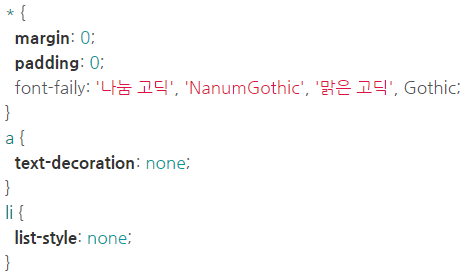 * {
margin: 0;
padding: 0;
font-faily: '나눔 고딕', 'NanumGothic', '맑은 고딕', Gothic;
}
a {
text-decoration: none;
}
li {
list-style: none;
}